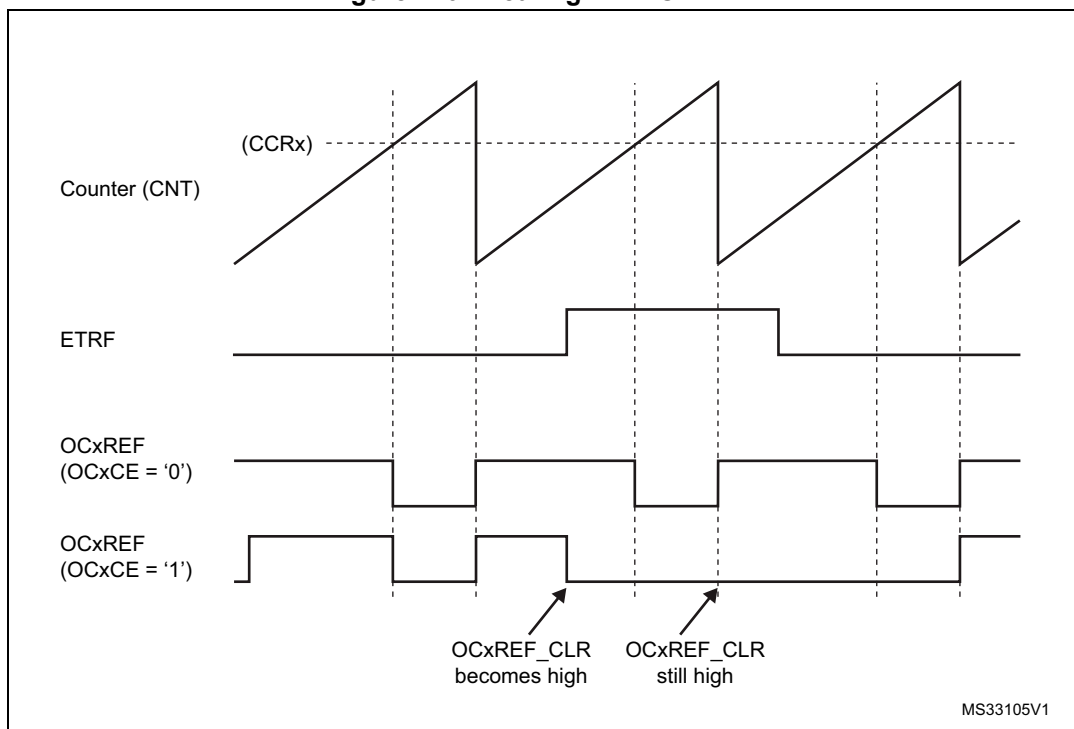 (CCRx)
Counter (CNT)
ETRF
OCxREF
(OCxCE = ‘0’)
OCxREF
(OCxCE = ‘1’)
OCxREF_CLR
becomes high
OCxREF_CLR
still high
MS33105V1